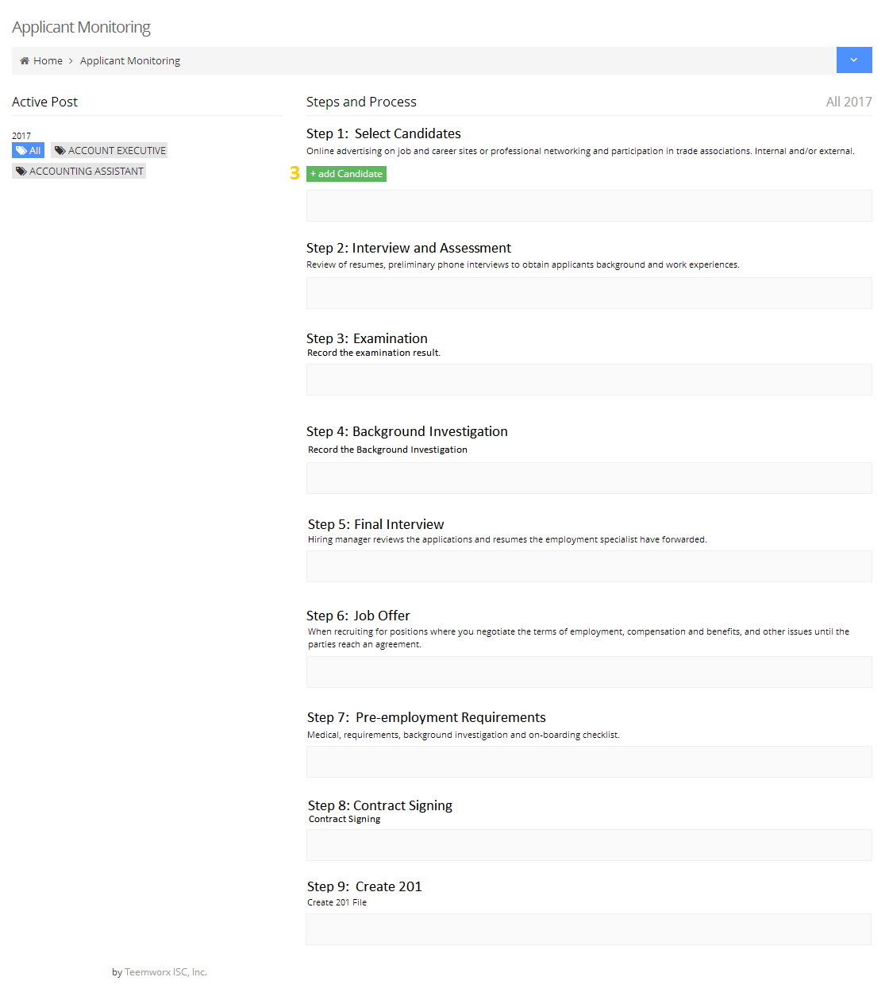 Applicant Monitoring
Home > Applicant Monitoring
Active Post
2017
All ACCOUNT EXECUTIVE
ACCOUNTING ASSISTANT
Steps and Process All 2017
Step 1: Select Candidates
Online advertising on job and career sites or professional networking and participation in trade associations. Internal and/or external.
3 + add Candidate
Step 2: Interview and Assessment
Review of resumes, preliminary phone interviews to obtain applicants background and work experiences.
Step 3: Examination
Record the examination result.
Step 4: Background Investigation
Record the Background Investigation
Step 5: Final Interview
Hiring manager reviews the applications and resumes the employment specialist have forwarded.
Step 6: Job Offer
When recruiting for positions where you negotiate the terms of employment, compensation and benefits, and other issues until the
parties reach an agreement.
Step 7: Pre-employment Requirements
Medical, requirements, background investigation and on-boarding checklist.
Step 8: Contract Signing
Contract Signing
Step 9: Create 201
Create 201 File
by Teemworx ISC, Inc.